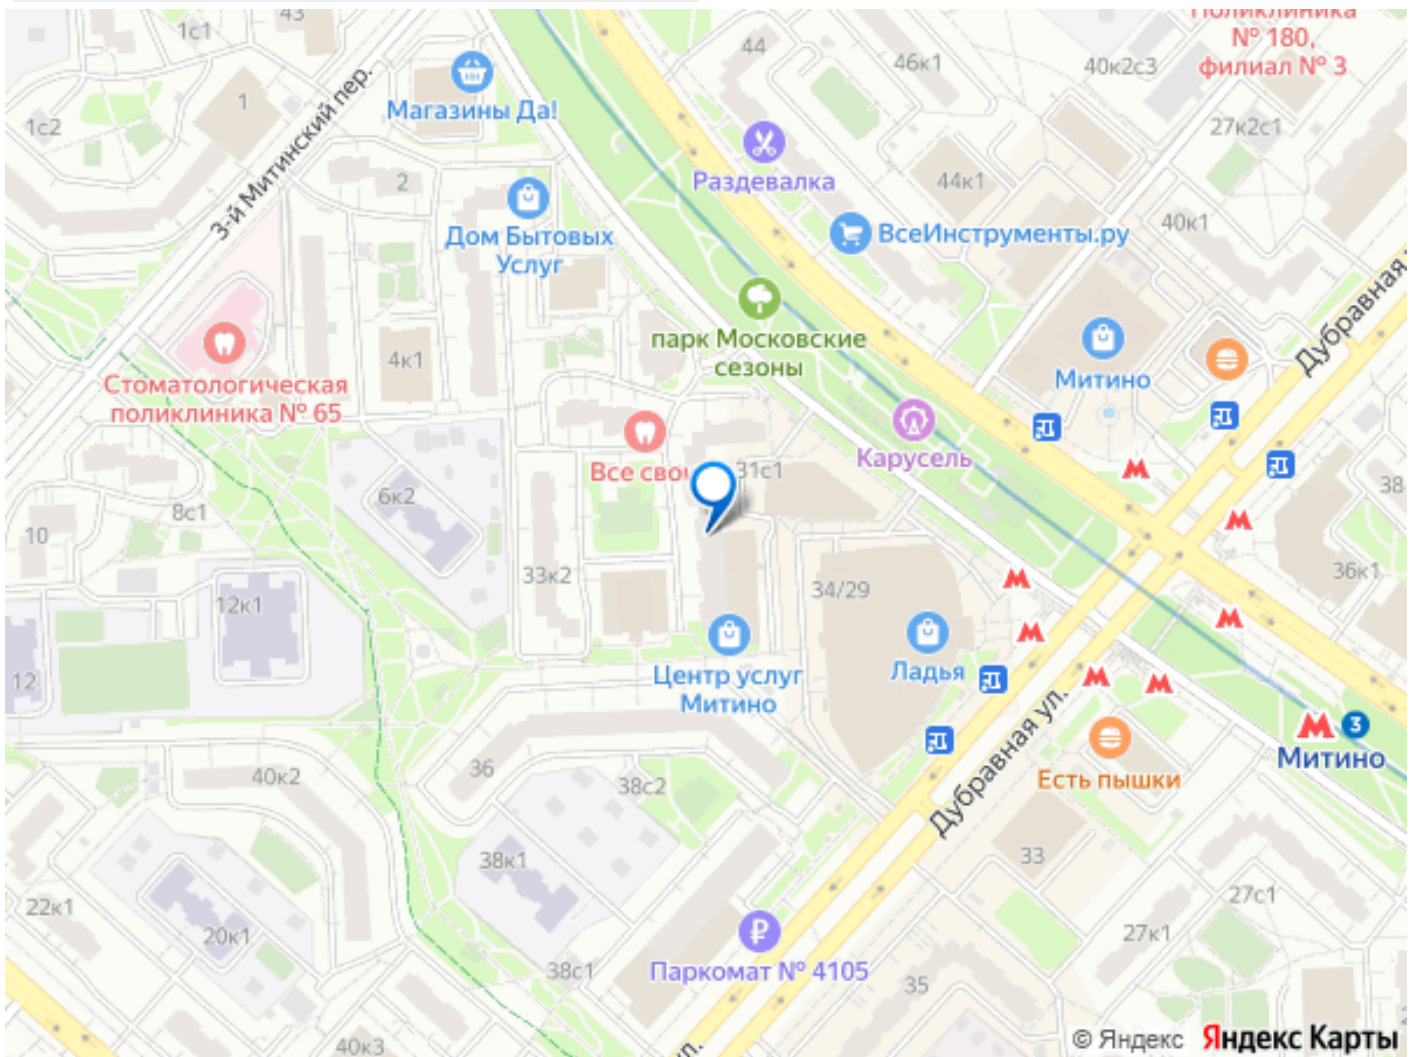 43
1с1
Поликлиника
№ 180,
филиал № 3
44
46к1
40к2с3
1
Магазины Да!
1с2
27к2с1
3-й Митинский пер.
2
Раздевалка
44к1
Дом Бытовых
Услуг
ВсеИнструменты.ру
40к1
Дубравная
парк Московские
сезоны
4к1
Митино
Стоматологическая
поликлиника № 65
Карусель
Все сво
31с1
38
6к2
8с1
10
33к2
34/29
36к1
12к1
12
Центр услуг
Митино
Ладья
3
Митино
Дубравная ул.
36
40к2
38с2
Есть пышки
33
38к1
27с1
22к1
20к1
27к1
38с1
Паркомат № 4105
35
40к3
ул.
2
© Яндекс Яндекс Карты